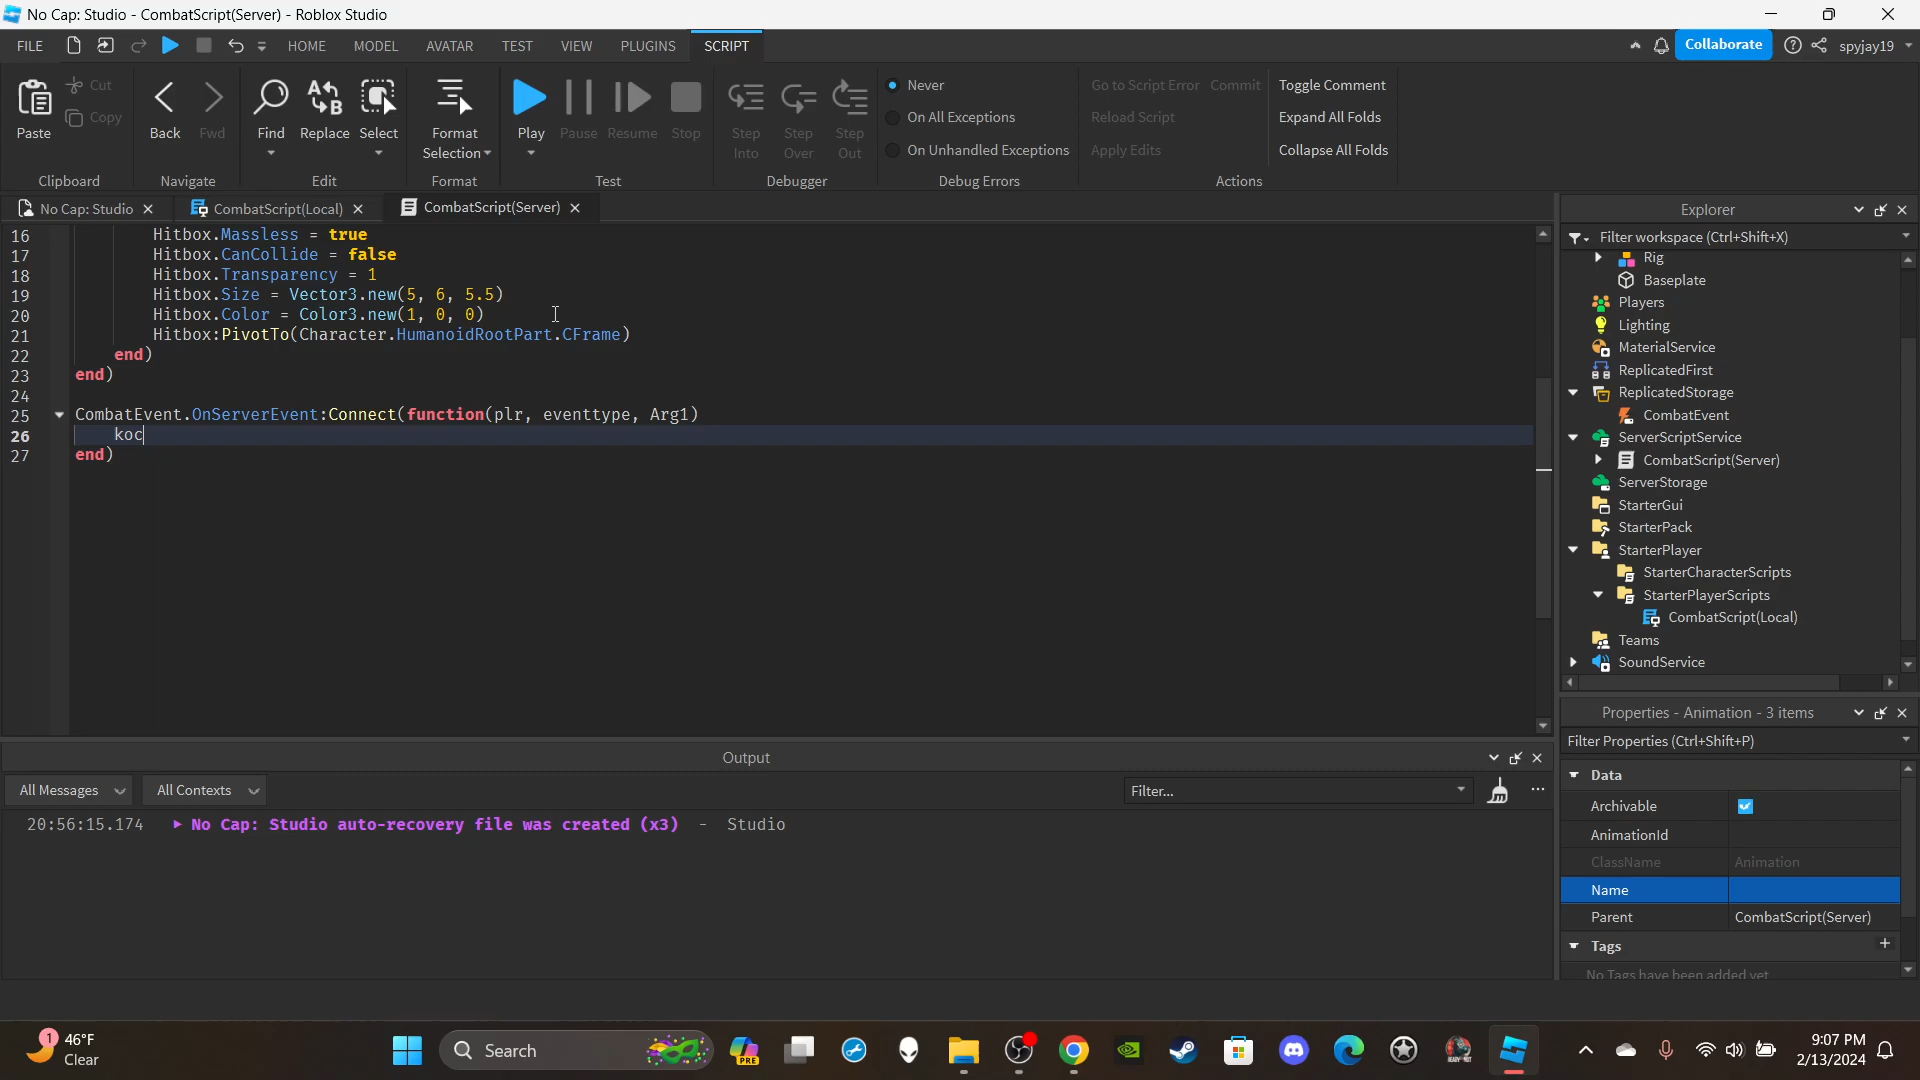 No Cap: Studio - CombatScript(Server) - Roblox Studio
FILE HOME MODEL AVATAR TEST VIEW PLUGINS SCRIPT Collaborate spyjay19
Paste Cut Copy Back Fwd Find Replace Select Format Selection Play Pause Resume Stop Step Into Step Over Step Out
Never
On All Exceptions
On Unhandled Exceptions
Go to Script Error Commit
Reload Script
Apply Edits
Toggle Comment
Expand All Folds
Collapse All Folds
Clipboard Navigate Edit Format Test Debugger Debug Errors Actions
No Cap: Studio CombatScript(Local) CombatScript(Server)
16 Hitbox.Massless = true
17 Hitbox.CanCollide = false
18 Hitbox.Transparency = 1
19 Hitbox.Size = Vector3.new(5, 6, 5.5)
20 Hitbox.Color = Color3.new(1, 0, 0)
21 Hitbox:PivotTo(Character.HumanoidRootPart.CFrame)
22 end)
23 end)
24
25 CombatEvent.OnServerEvent:Connect(function(plr, eventtype, Arg1)
26 koc
27 end)
Explorer
Filter workspace (Ctrl+Shift+X)
Rig
Baseplate
Players
Lighting
MaterialService
ReplicatedFirst
ReplicatedStorage
CombatEvent
ServerScriptService
CombatScript(Server)
ServerStorage
StarterGui
StarterPack
StarterPlayer
StarterCharacterScripts
StarterPlayerScripts
CombatScript(Local)
Teams
SoundService
Properties - Animation - 3 items
Filter Properties (Ctrl+Shift+P)
Data
Archivable
AnimationId
ClassName Animation
Name
Parent CombatScript(Server)
Tags
No Tags have been added yet
Output
All Messages All Contexts Filter...
20:56:15.174 No Cap: Studio auto-recovery file was created (x3) - Studio
1
46°F
Clear
Search
PRE
9:07 PM
2/13/2024